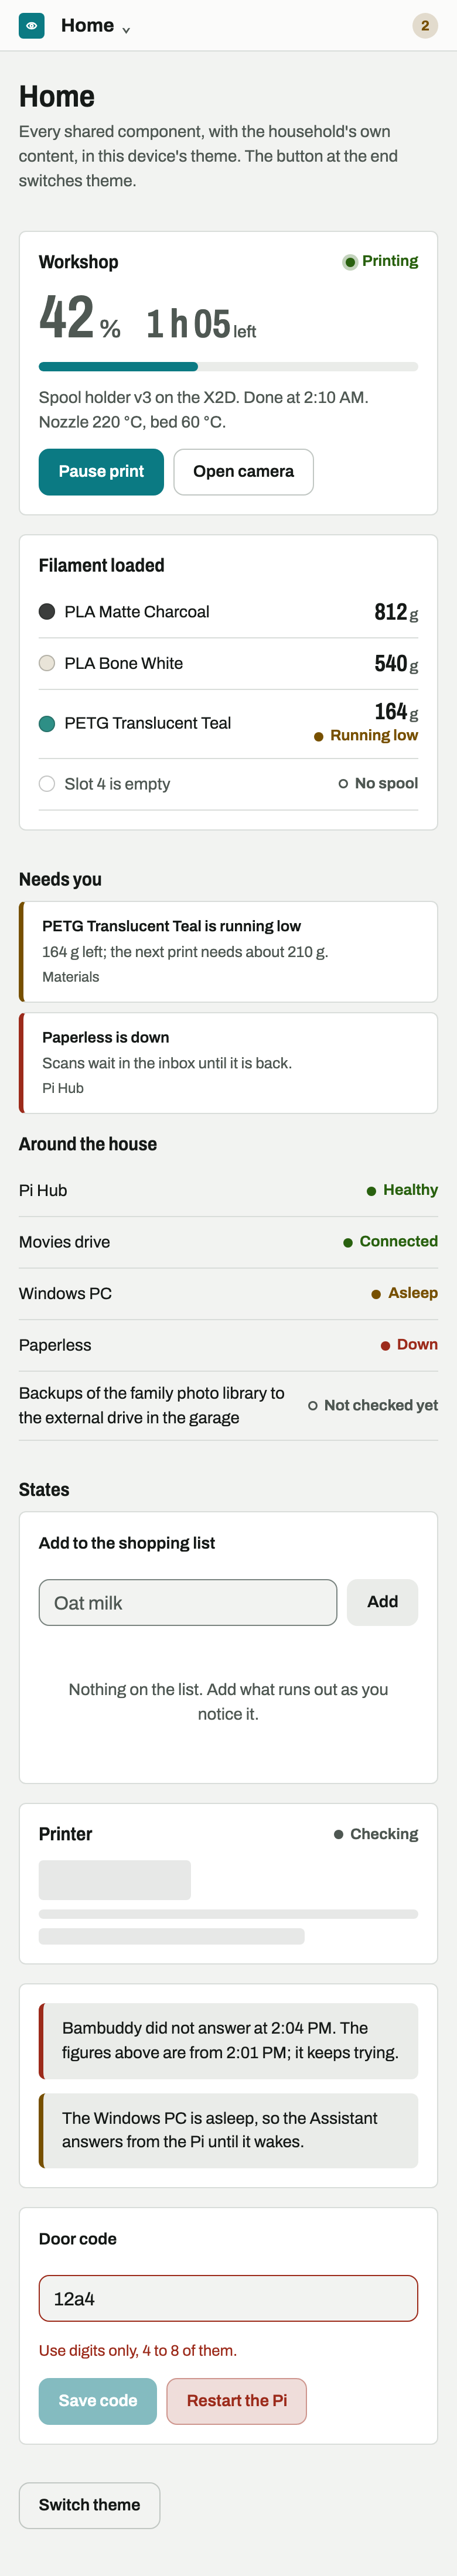 Home
2
Home
Every shared component, with the household's own
content, in this device's theme. The button at the end
switches theme.
Workshop
Printing
42 % 1 h 05 left
Spool holder v3 on the X2D. Done at 2:10 AM.
Nozzle 220 °C, bed 60 °C.
Pause print
Open camera
Filament loaded
PLA Matte Charcoal
812 g
PLA Bone White
540 g
PETG Translucent Teal
164 g
Running low
Slot 4 is empty
No spool
Needs you
PETG Translucent Teal is running low
164 g left; the next print needs about 210 g.
Materials
Paperless is down
Scans wait in the inbox until it is back.
Pi Hub
Around the house
Pi Hub
Healthy
Movies drive
Connected
Windows PC
Asleep
Paperless
Down
Backups of the family photo library to
the external drive in the garage
Not checked yet
States
Add to the shopping list
Oat milk
Add
Nothing on the list. Add what runs out as you
notice it.
Printer
Checking
Bambuddy did not answer at 2:04 PM. The
figures above are from 2:01 PM; it keeps trying.
The Windows PC is asleep, so the Assistant
answers from the Pi until it wakes.
Door code
12a4
Use digits only, 4 to 8 of them.
Save code
Restart the Pi
Switch theme